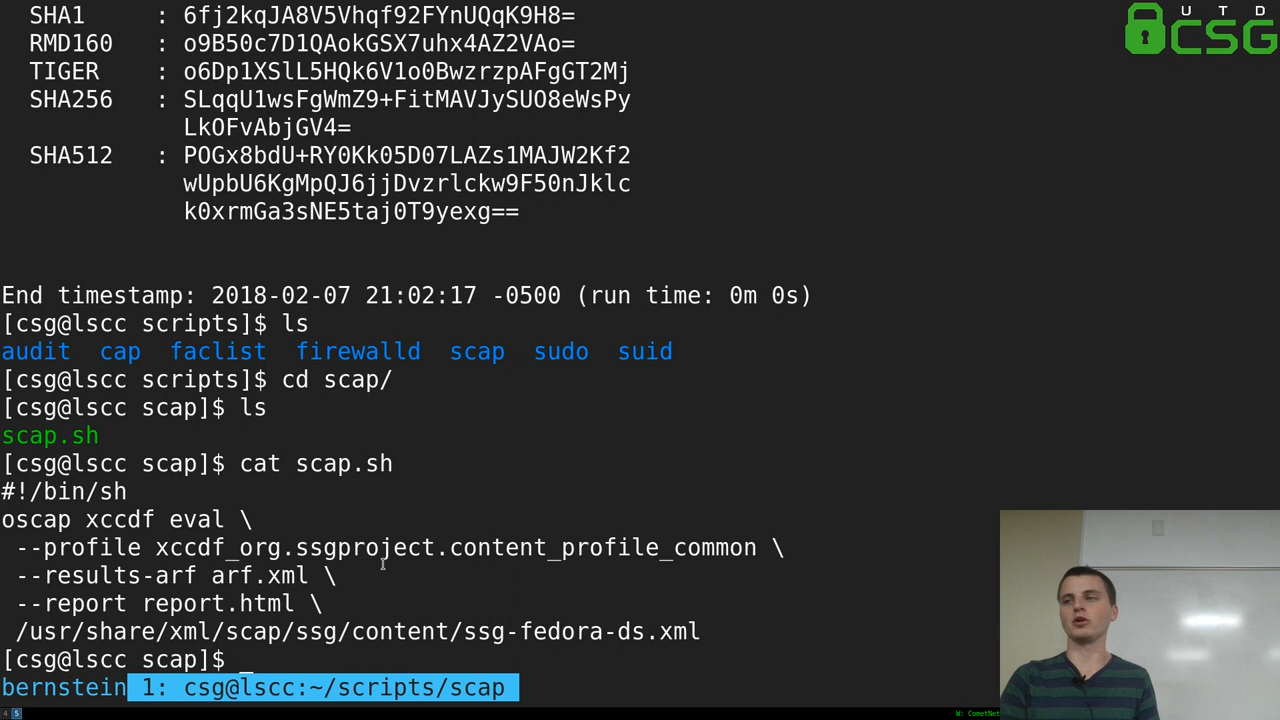 SHA1 : 6fj2kqJA8V5Vhqf92FYnUQqK9H8=
RMD160 : o9B50c7D1QAokGSX7uhx4AZ2VAo=
TIGER : o6Dp1XSlL5HQk6V1o0BwzrzpAFgGT2Mj
SHA256 : SLqqU1wsFgWmZ9+FitMAVJySUO8eWsPy
LkOFvAbjGV4=
SHA512 : POGx8bdU+RY0Kk05D07LAZs1MAJW2Kf2
wUpbU6KgMpQJ6jjDvzrlckw9F50nJklc
k0xrmGa3sNE5taj0T9yexg==
End timestamp: 2018-02-07 21:02:17 -0500 (run time: 0m 0s)
[csg@lscc scripts]$ ls
audit cap faclist firewalld scap sudo suid
[csg@lscc scripts]$ cd scap/
[csg@lscc scap]$ ls
scap.sh
[csg@lscc scap]$ cat scap.sh
#!/bin/sh
oscap xccdf eval \
--profile xccdf_org.ssgproject.content_profile_common \
--results-arf arf.xml \
--report report.html \
/usr/share/xml/scap/ssg/content/ssg-fedora-ds.xml
[csg@lscc scap]$ _
bernstein 1: csg@lscc:~/scripts/scap
4 5
W: CometNet
UTD
CSG